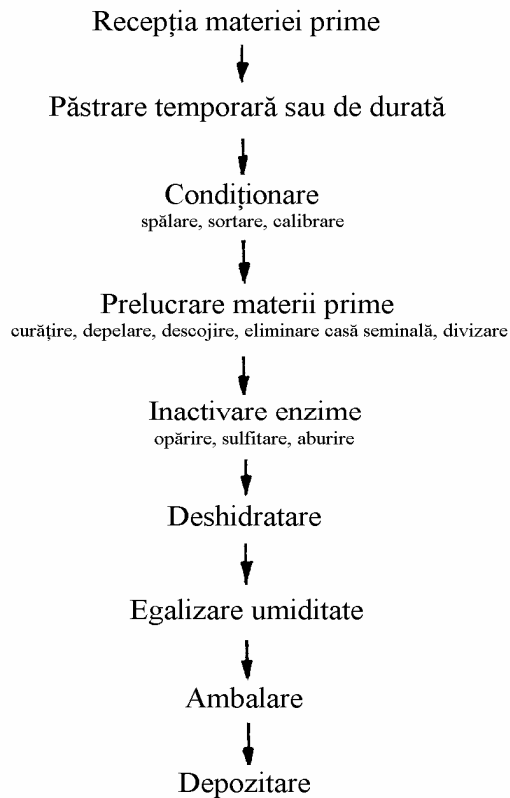 Recepția materiei prime
Păstrare temporară sau de durată
Condiționare
spălare, sortare, calibrare
Prelucrare materii prime
curățire, depelare, descojire, eliminare casă seminală, divizare
Inactivare enzime
opărire, sulfitare, aburire
Deshidratare
Egalizare umiditate
Ambalare
Depozitare